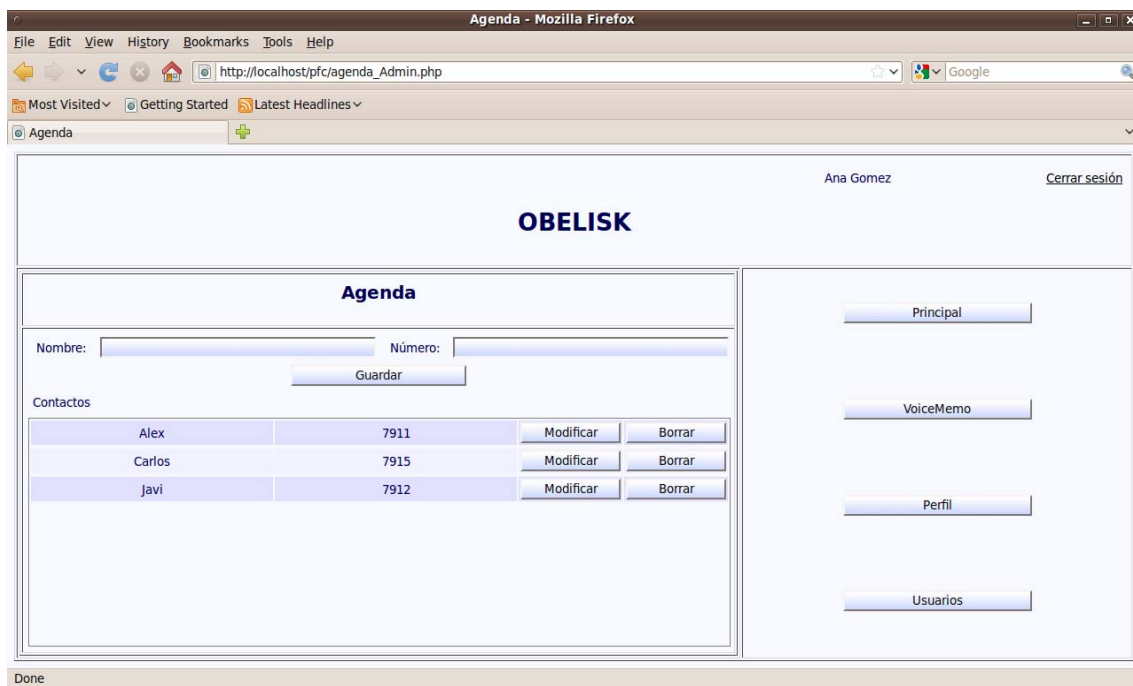 Agenda - Mozilla Firefox
File Edit View History Bookmarks Tools Help
http://localhost/pfc/agenda_Admin.php Google
Most Visited Getting Started Latest Headlines
Agenda
Ana Gomez Cerrar sesión
OBELISK
Agenda
Principal
Nombre: Número:
Guardar
Contactos
VoiceMemo
Alex 7911 Modificar Borrar
Carlos 7915 Modificar Borrar
Javi 7912 Modificar Borrar
Perfil
Usuarios
Done